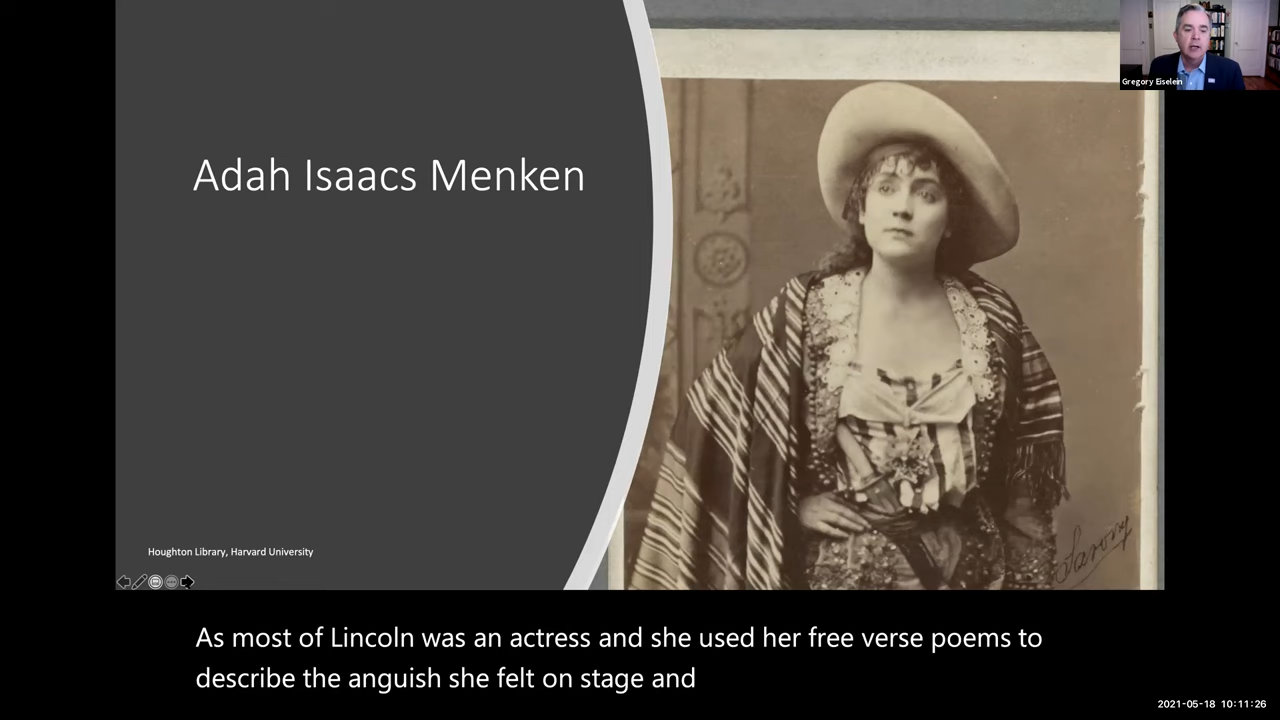 Adah Isaacs Menken
Gregory Eiselein
Sarony
Houghton Library, Harvard University
As most of Lincoln was an actress and she used her free verse poems to
describe the anguish she felt on stage and
2021-05-18 10:11:26